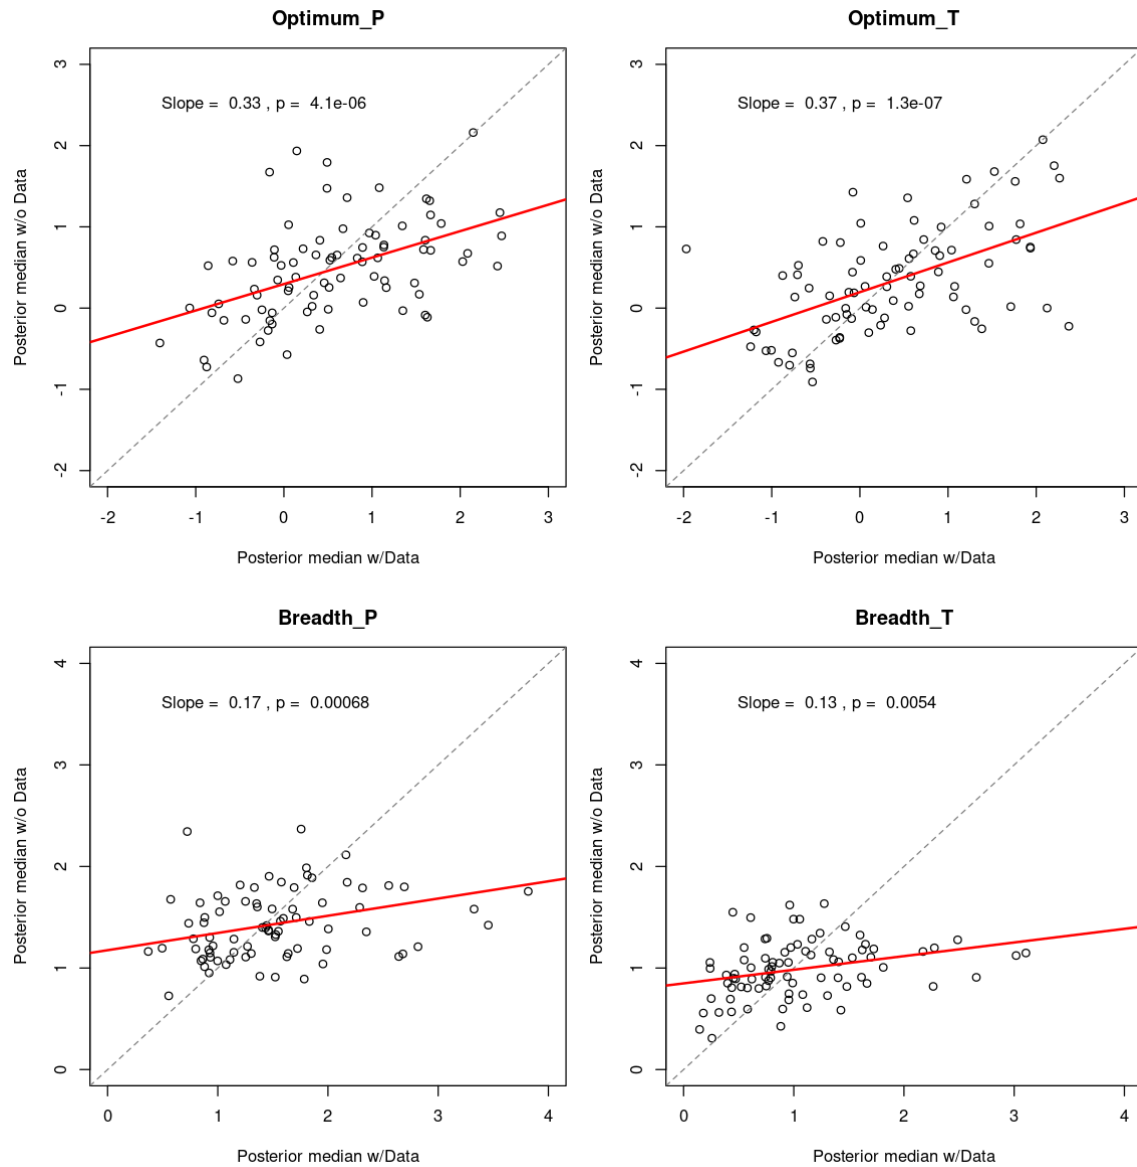 Optimum_P
3
2
1
0
-1
-2
Posterior median w/o Data
Slope = 0.33 , p = 4.1e-06
-2 -1 0 1 2 3
Posterior median w/Data
Optimum_T
3
2
1
0
-1
-2
Posterior median w/o Data
Slope = 0.37 , p = 1.3e-07
-2 -1 0 1 2 3
Posterior median w/Data
Breadth_P
4
3
2
1
0
Posterior median w/o Data
Slope = 0.17 , p = 0.00068
0 1 2 3 4
Posterior median w/Data
Breadth_T
4
3
2
1
0
Posterior median w/o Data
Slope = 0.13 , p = 0.0054
0 1 2 3 4
Posterior median w/Data